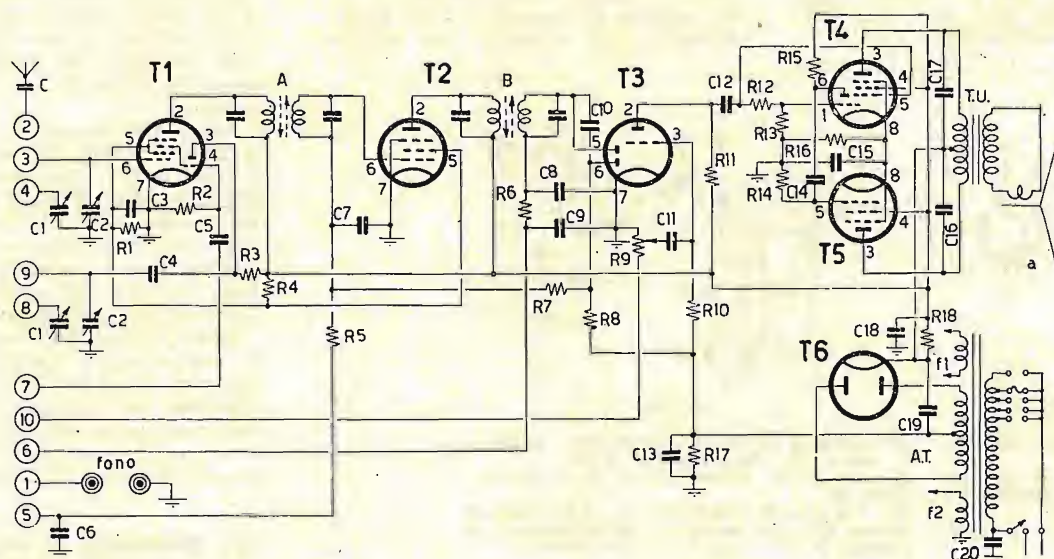 T1
A
T2
B
T3
T4
T5
T6
C
2
3
4
9
8
7
10
6
1
5
fono
C1
C2
C1
C2
2
5
6
3
4
7
R2
C3
R1
C5
C4
R3
R4
C7
R5
C6
2
6
5
7
R6
C8
C9
R7
C10
2
3
5
6
7
R9
C11
R8
R10
C13
R17
R11
C12
R12
R13
R14
R15
R16
C14
C15
3
6
4
5
1
8
8
5
4
3
C17
C16
T.U.
a
C18
R18
f1
C19
A.T.
f2
C20